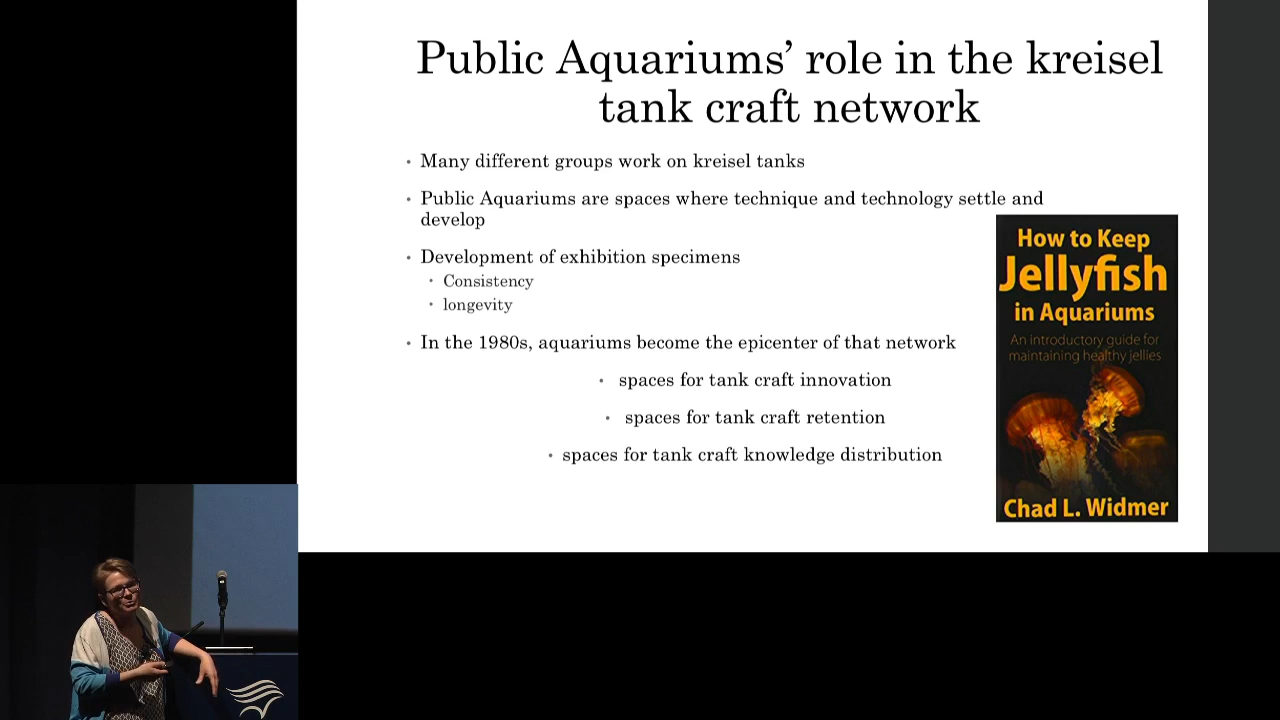 Public Aquariums’ role in the kreisel
tank craft network
• Many different groups work on kreisel tanks
• Public Aquariums are spaces where technique and technology settle and
develop
• Development of exhibition specimens
• Consistency
• longevity
• In the 1980s, aquariums become the epicenter of that network
• spaces for tank craft innovation
• spaces for tank craft retention
• spaces for tank craft knowledge distribution
How to Keep
Jellyfish
in Aquariums
An introductory guide for
maintaining healthy jellies
Chad L. Widmer